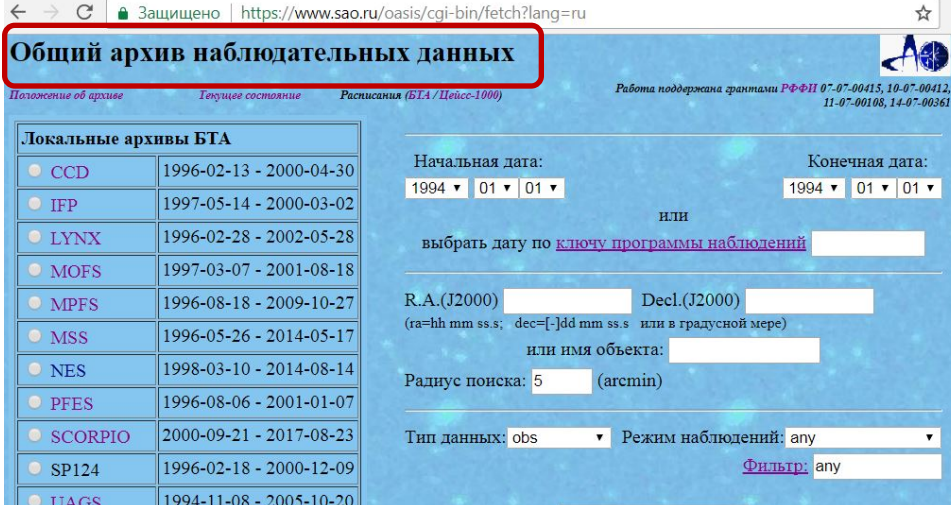 Защищено | https://www.sao.ru/oasis/cgi-bin/fetch?lang=ru
Общий архив наблюдательных данных
Положение об архиве Текущее состояние Расписания (БТА / Цейсс-1000)
Работа поддержана грантами РФФИ 07-07-00415, 10-07-00412,
11-07-00108, 14-07-00361
Локальные архивы БТА
CCD 1996-02-13 - 2000-04-30
IFP 1997-05-14 - 2000-03-02
LYNX 1996-02-28 - 2002-05-28
MOFS 1997-03-07 - 2001-08-18
MPFS 1996-08-18 - 2009-10-27
MSS 1996-05-26 - 2014-05-17
NES 1998-03-10 - 2014-08-14
PFES 1996-08-06 - 2001-01-07
SCORPIO 2000-09-21 - 2017-08-23
SP124 1996-02-18 - 2000-12-09
UAGS 1994-11-08 - 2005-10-20
Начальная дата: Конечная дата:
1994 01 01 1994 01 01
или
выбрать дату по ключу программы наблюдений
R.A.(J2000) Decl.(J2000)
(ra=hh mm ss.s; dec=[-]dd mm ss.s или в градусной мере)
или имя объекта:
Радиус поиска: 5 (arcmin)
Тип данных: obs Режим наблюдений: any
Фильтр: any